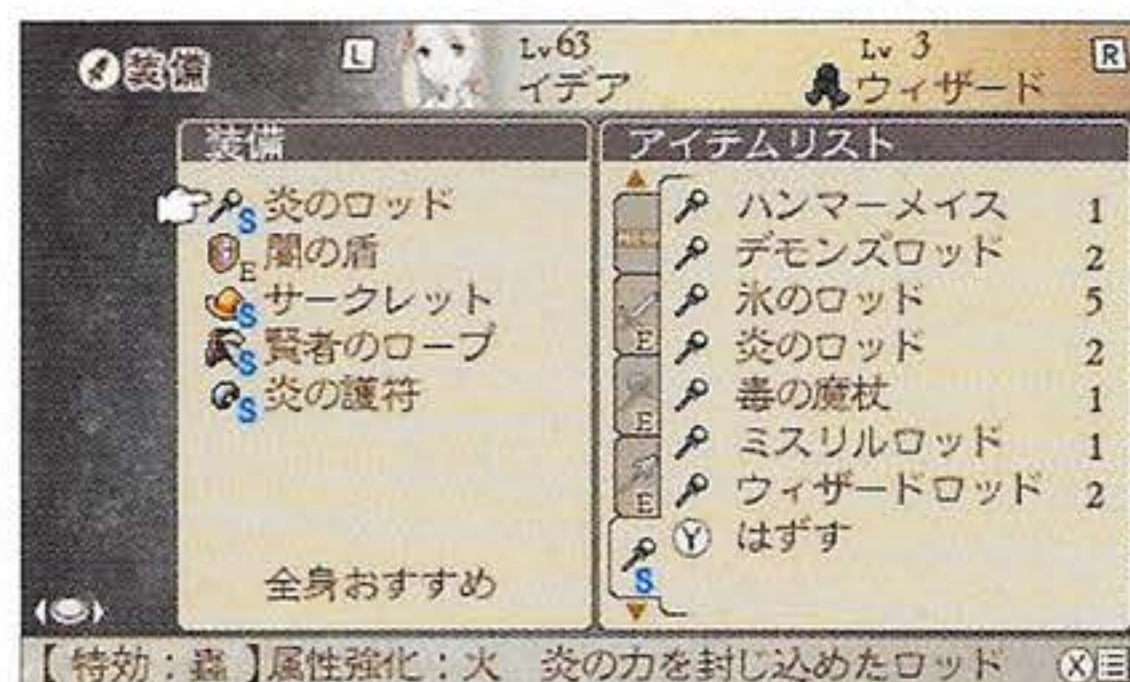 装備
L
Lv63
イデア
Lv 3
ウィザード
R
装備
S 炎のロッド
E 闇の盾
S サークレット
S 賢者のローブ
S 炎の護符
全身おすすめ
アイテムリスト
ハンマーメイス 1
デモンズロッド 2
氷のロッド 5
炎のロッド 2
毒の魔杖 1
ミスリルロッド 1
ウィザードロッド 2
Y はずす
NEW
E
E
E
S
【特効：蟲】属性強化：火 炎の力を封じ込めたロッド X